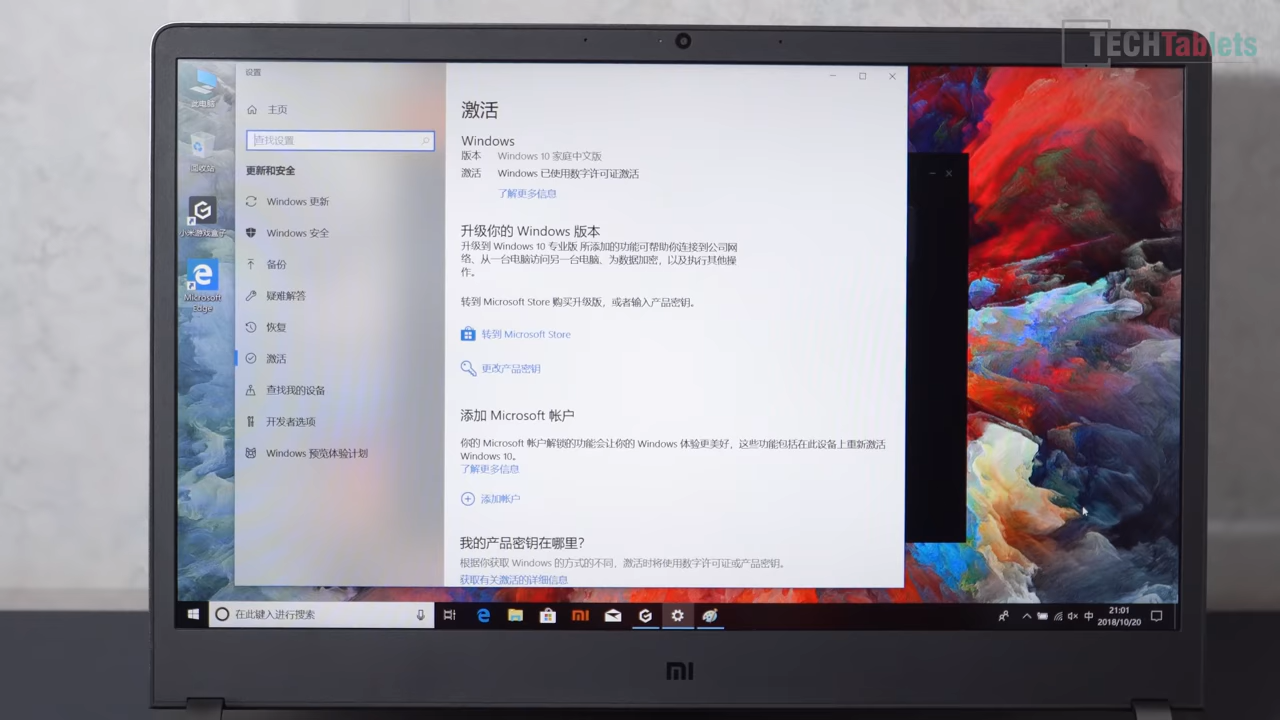 TECHTablets
此电脑
回收站
小米游戏盒子
Microsoft
Edge
设置
主页
查找设置
更新和安全
Windows 更新
Windows 安全
备份
疑难解答
恢复
激活
查找我的设备
开发者选项
Windows 预览体验计划
激活
Windows
版本 Windows 10 家庭中文版
激活 Windows 已使用数字许可证激活
了解更多信息
升级你的 Windows 版本
升级到 Windows 10 专业版 所添加的功能可帮助你连接到公司网
络、从一台电脑访问另一台电脑、为数据加密，以及执行其他操
作。
转到 Microsoft Store 购买升级版，或者输入产品密钥。
转到 Microsoft Store
更改产品密钥
添加 Microsoft 帐户
你的 Microsoft 帐户解锁的功能会让你的 Windows 体验更美好，这些功能包括在此设备上重新激活
Windows 10。
了解更多信息
添加帐户
我的产品密钥在哪里?
根据你获取 Windows 的方式的不同，激活时将使用数字许可证或产品密钥。
获取有关激活的详细信息
在此键入进行搜索
中
21:01
2018/10/20